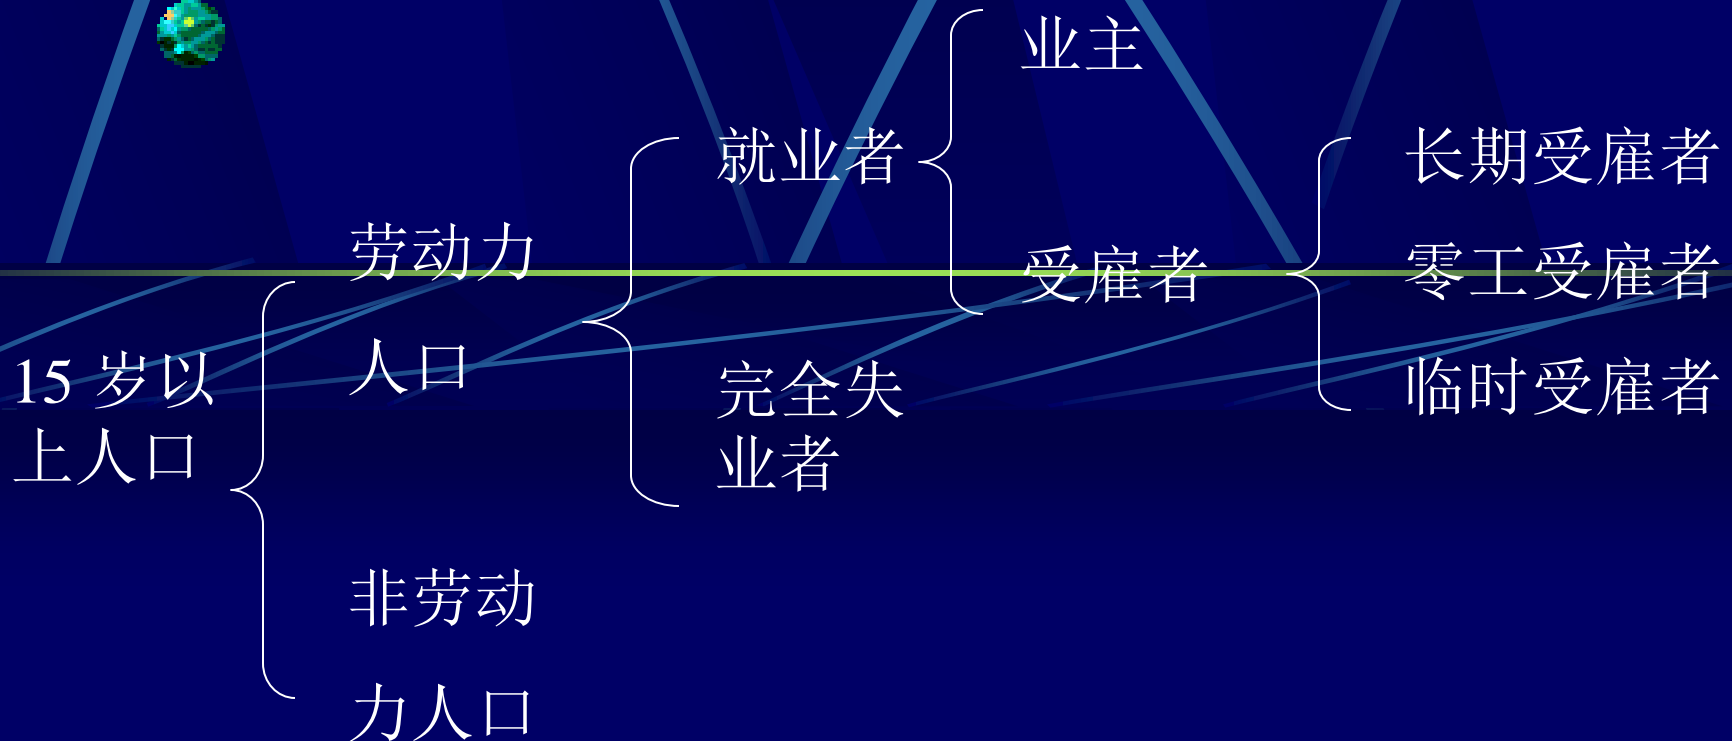 15 岁以
上人口
劳动力
人口
非劳动
力人口
就业者
完全失
业者
业主
受雇者
长期受雇者
零工受雇者
临时受雇者